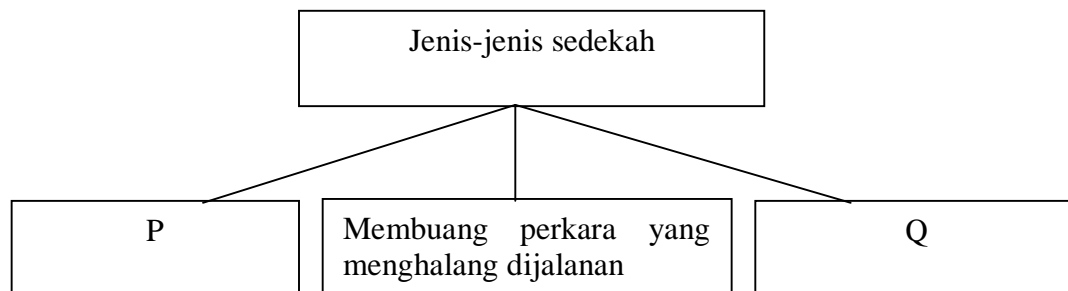 Jenis-jenis sedekah
P
Membuang perkara yang
menghalang dijalanan
Q